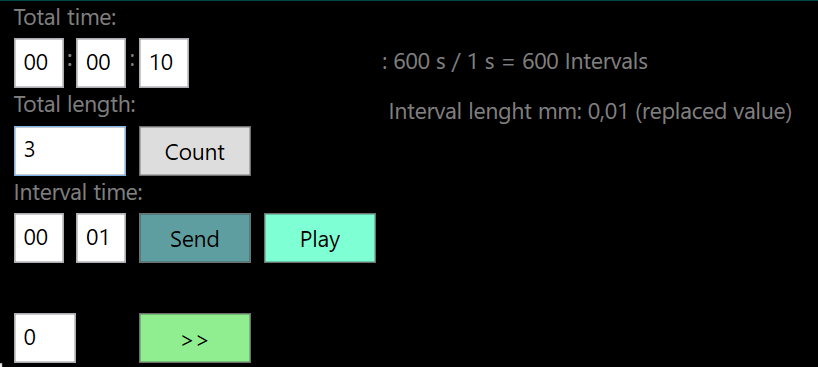 Total time:
00 : 00 : 10
: 600 s / 1 s = 600 Intervals
Total length:
Interval lenght mm: 0,01 (replaced value)
3 Count
Interval time:
00 01 Send Play
0 >>